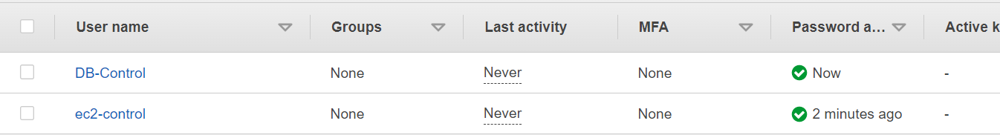 User name Groups Last activity MFA Password a... Active k
DB-Control None Never None Now -
ec2-control None Never None 2 minutes ago -